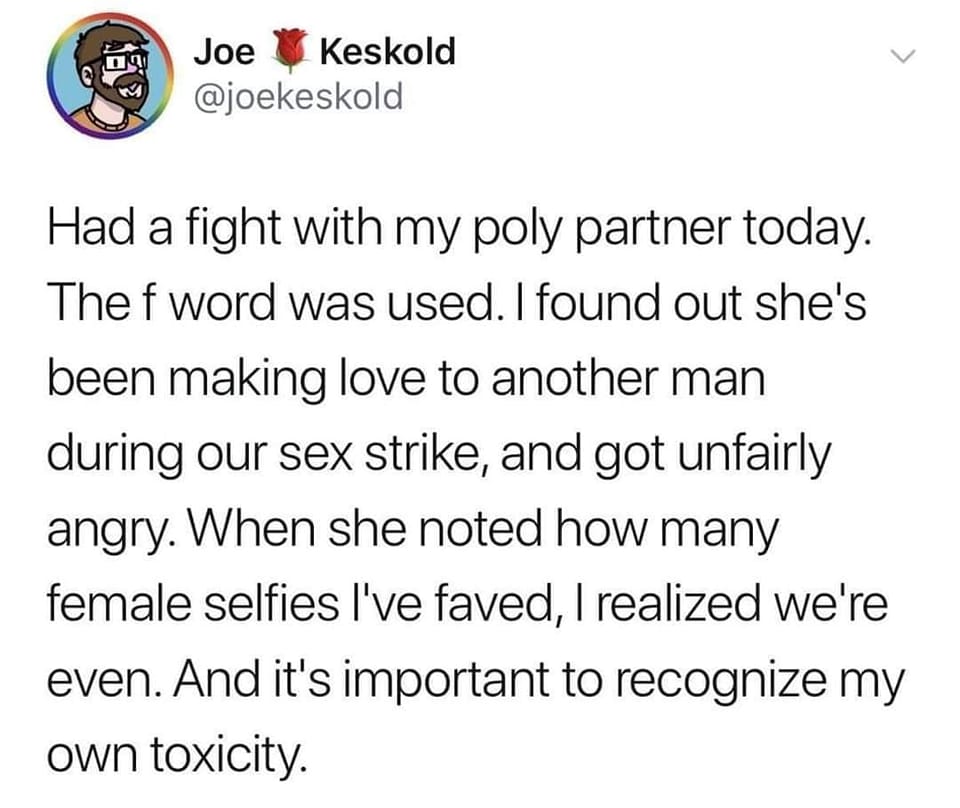 Joe 🌹 Keskold
@joekeskold
Had a fight with my poly partner today.
The f word was used. I found out she's
been making love to another man
during our sex strike, and got unfairly
angry. When she noted how many
female selfies I've faved, I realized we're
even. And it's important to recognize my
own toxicity.